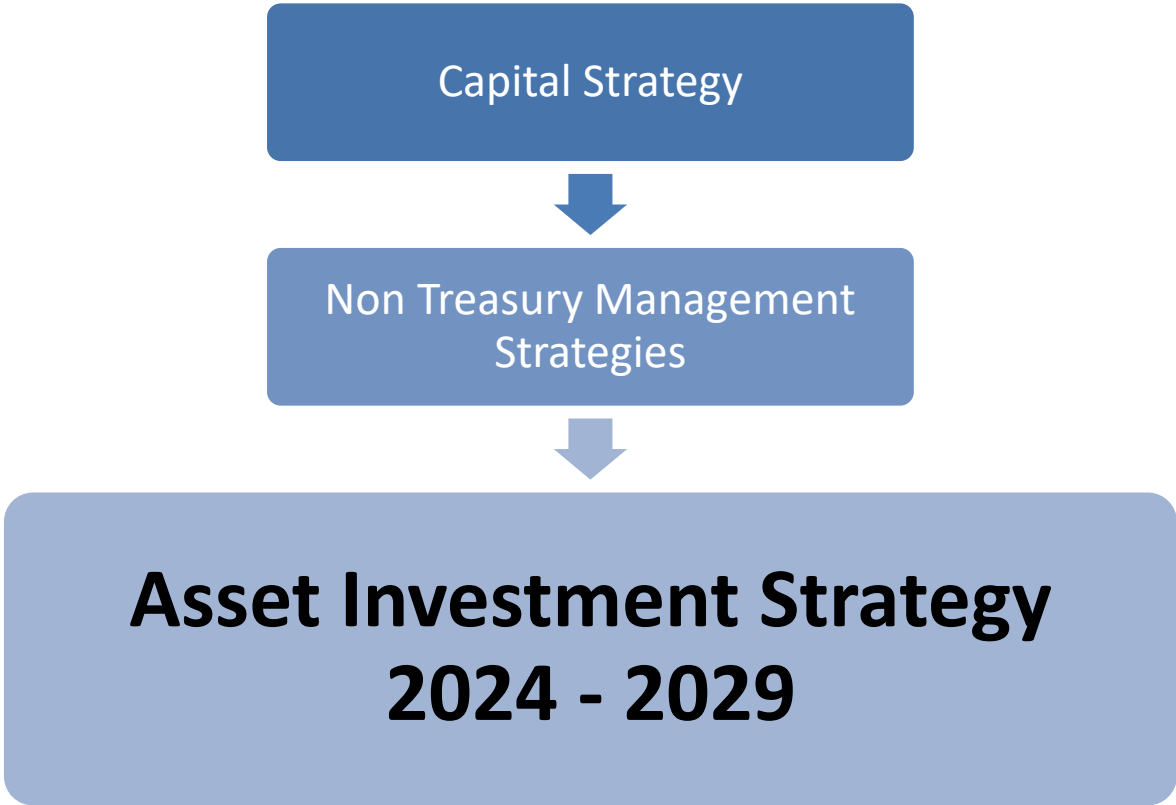 Capital Strategy
Non Treasury Management
Strategies
Asset Investment Strategy
2024 - 2029